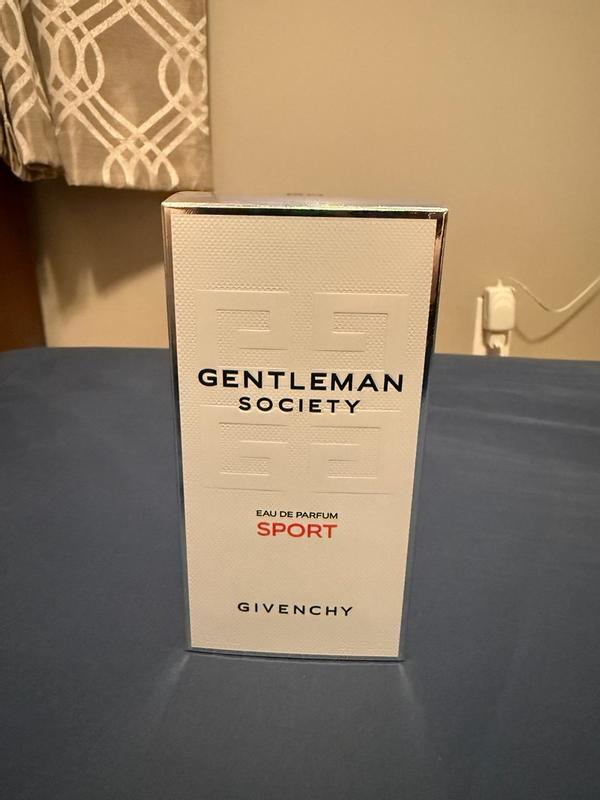 GENTLEMAN
SOCIETY
EAU DE PARFUM
SPORT
GIVENCHY